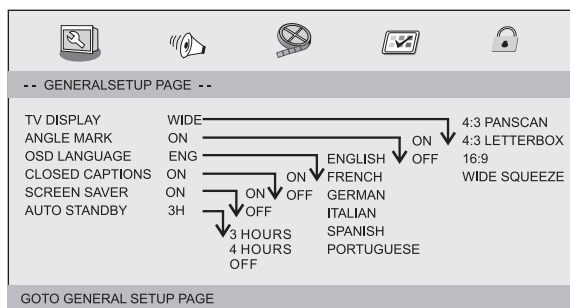 -- GENERALSETUP PAGE --
TV DISPLAY WIDE
ANGLE MARK ON
OSD LANGUAGE ENG
CLOSED CAPTIONS ON
SCREEN SAVER ON
AUTO STANDBY 3H
3 HOURS
4 HOURS
OFF
ON
OFF
ON
OFF
ENGLISH
FRENCH
GERMAN
ITALIAN
SPANISH
PORTUGUESE
ON
OFF
4:3 PANSCAN
4:3 LETTERBOX
16:9
WIDE SQUEEZE
GOTO GENERAL SETUP PAGE